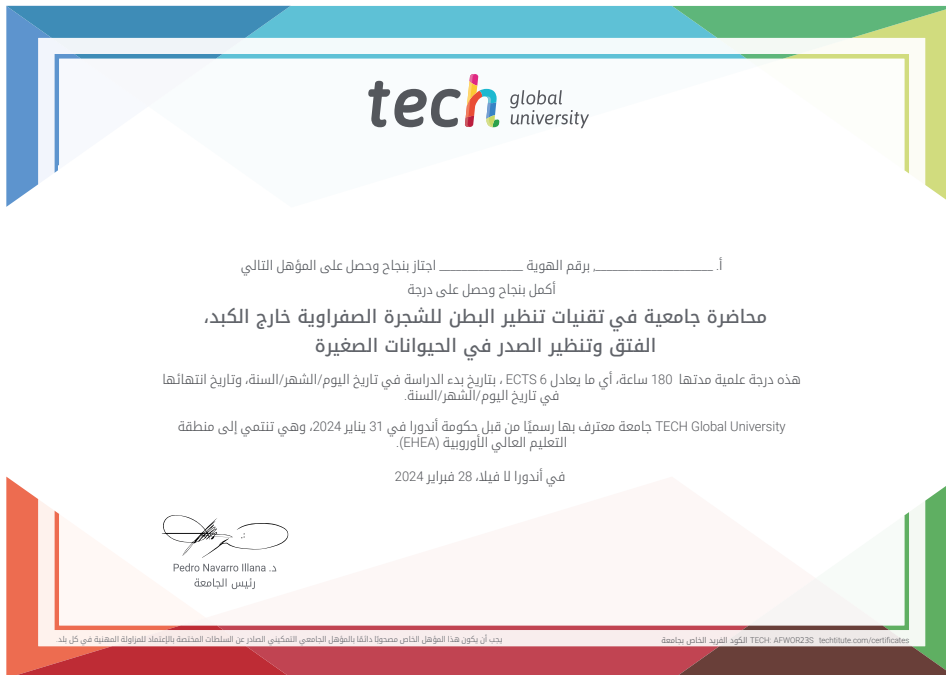 tech global
university
أ. ____________________, برقم الهوية ______________ اجتاز بنجاح وحصل على المؤهل التالي
أكمل بنجاح وحصل على درجة
محاضرة جامعية في تقنيات تنظير البطن للشجرة الصفراوية خارج الكبد،
الفتق وتنظير الصدر في الحيوانات الصغيرة
هذه درجة علمية مدتها 180 ساعة، أي ما يعادل 6 ECTS ، بتاريخ بدء الدراسة في تاريخ اليوم/الشهر/السنة، وتاريخ انتهائها
في تاريخ اليوم/الشهر/السنة.
TECH Global University جامعة معترف بها رسميًا من قبل حكومة أندورا في 31 يناير 2024، وهي تنتمي إلى منطقة
التعليم العالي الأوروبية (EHEA).
في أندورا لا فيلا، 28 فبراير 2024
د. Pedro Navarro Illana
رئيس الجامعة
يجب أن يكون هذا المؤهل الخاص مصحوبًا دائمًا بالمؤهل الجامعي التمكيني الصادر عن السلطات المختصة بالإعتماد للمزاولة المهنية في كل بلد.
الكود الفريد الخاص بجامعة TECH: AFWOR23S techtitute.com/certificates